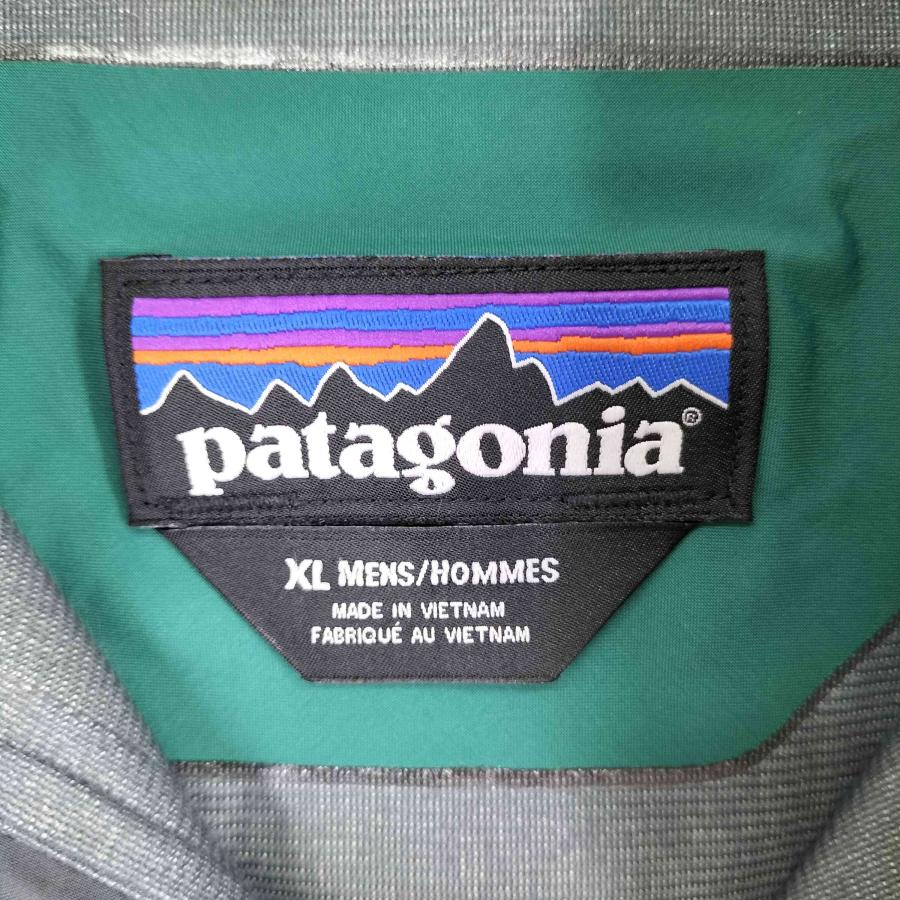 patagonia®
XL MENS/HOMMES
MADE IN VIETNAM
FABRIQUÉ AU VIETNAM